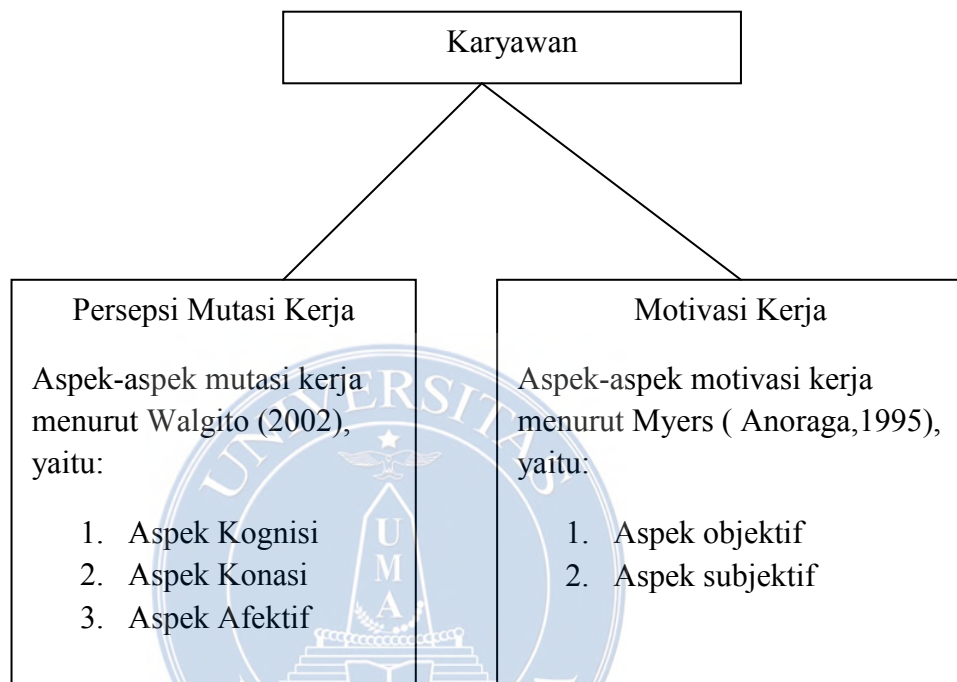 Karyawan
Persepsi Mutasi Kerja
Aspek-aspek mutasi kerja
menurut Walgito (2002),
yaitu:
1. Aspek Kognisi
2. Aspek Konasi
3. Aspek Afektif
Motivasi Kerja
Aspek-aspek motivasi kerja
menurut Myers ( Anoraga,1995),
yaitu:
1. Aspek objektif
2. Aspek subjektif
UNIVERSITAS
U
M
A